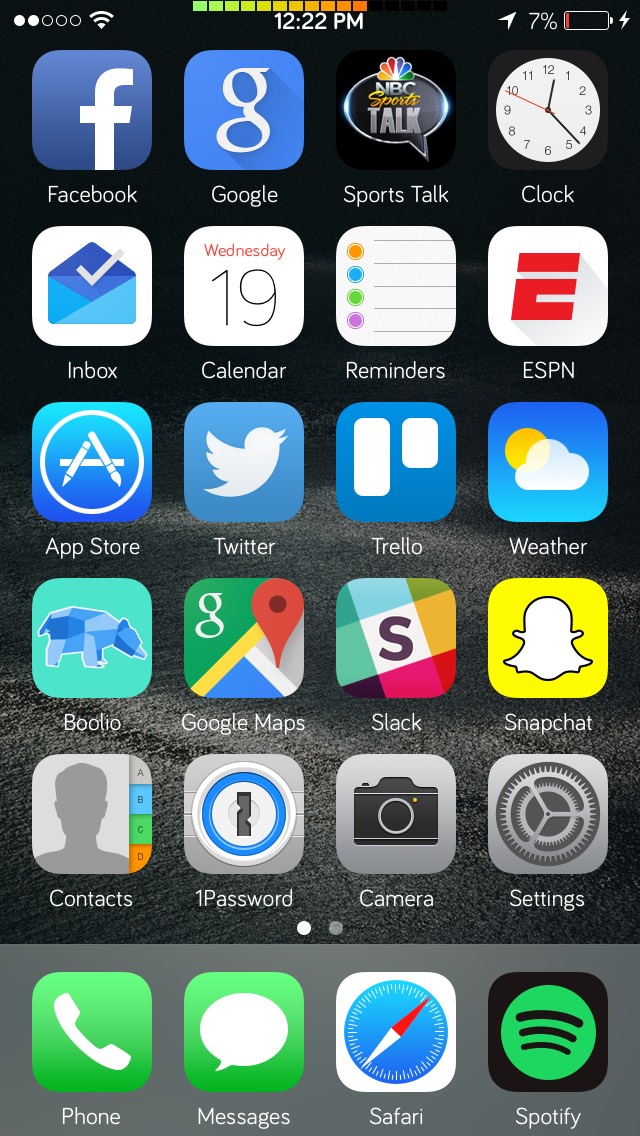 12:22 PM 7%
NBC
Sports
TALK
12
1
2
3
4
5
6
7
8
9
10
Facebook Google Sports Talk Clock
Wednesday
19
Inbox Calendar Reminders ESPN
App Store Twitter Trello Weather
g
S
Boolio Google Maps Slack Snapchat
A
B
C
D
Contacts 1Password Camera Settings
Phone Messages Safari Spotify